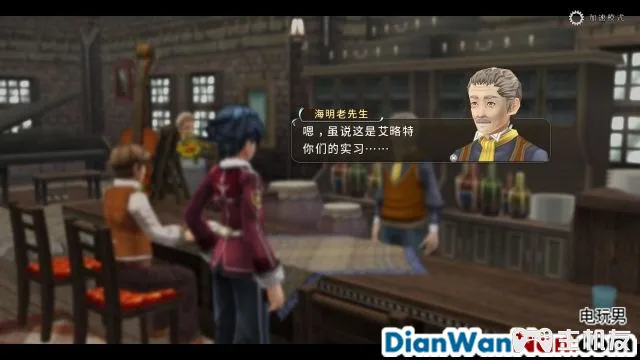 加速模式
海明老先生
嗯，虽说这是艾略特
你们的实习……
电玩男